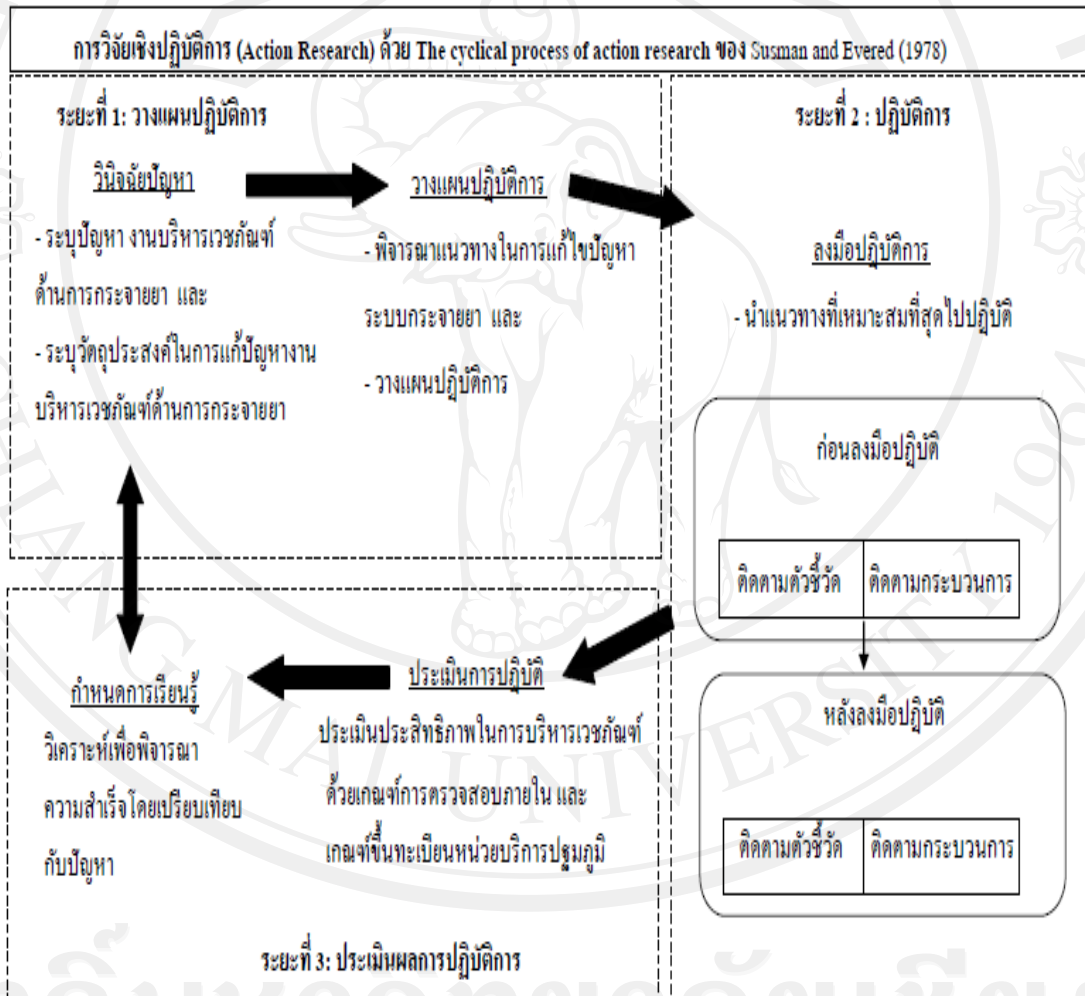 การวิจัยเชิงปฏิบัติการ (Action Research) ด้วย The cyclical process of action research ของ Susman and Evered (1978)
ระยะที่ 1: วางแผนปฏิบัติการ
วินิจฉัยปัญหา
- ระบุปัญหา งานบริหารเวชภัณฑ์
ด้านการกระจายยา และ
- ระบุวัตถุประสงค์ในการแก้ปัญหางาน
บริหารเวชภัณฑ์ด้านการกระจายยา
วางแผนปฏิบัติการ
- พิจารณาแนวทางในการแก้ไขปัญหา
ระบบกระจายยา และ
- วางแผนปฏิบัติการ
ระยะที่ 2 : ปฏิบัติการ
ลงมือปฏิบัติการ
- นำแนวทางที่เหมาะสมที่สุดไปปฏิบัติ
ก่อนลงมือปฏิบัติ
ติดตามตัวชี้วัด ติดตามกระบวนการ
หลังลงมือปฏิบัติ
ติดตามตัวชี้วัด ติดตามกระบวนการ
ประเมินการปฏิบัติ
ประเมินประสิทธิภาพในการบริหารเวชภัณฑ์
ด้วยเกณฑ์การตรวจสอบภายใน และ
เกณฑ์ขึ้นทะเบียนหน่วยบริการปฐมภูมิ
กำหนดการเรียนรู้
วิเคราะห์เพื่อพิจารณา
ความสำเร็จโดยเปรียบเทียบ
กับปัญหา
ระยะที่ 3: ประเมินผลการปฏิบัติการ
MAI UNIVERSITY